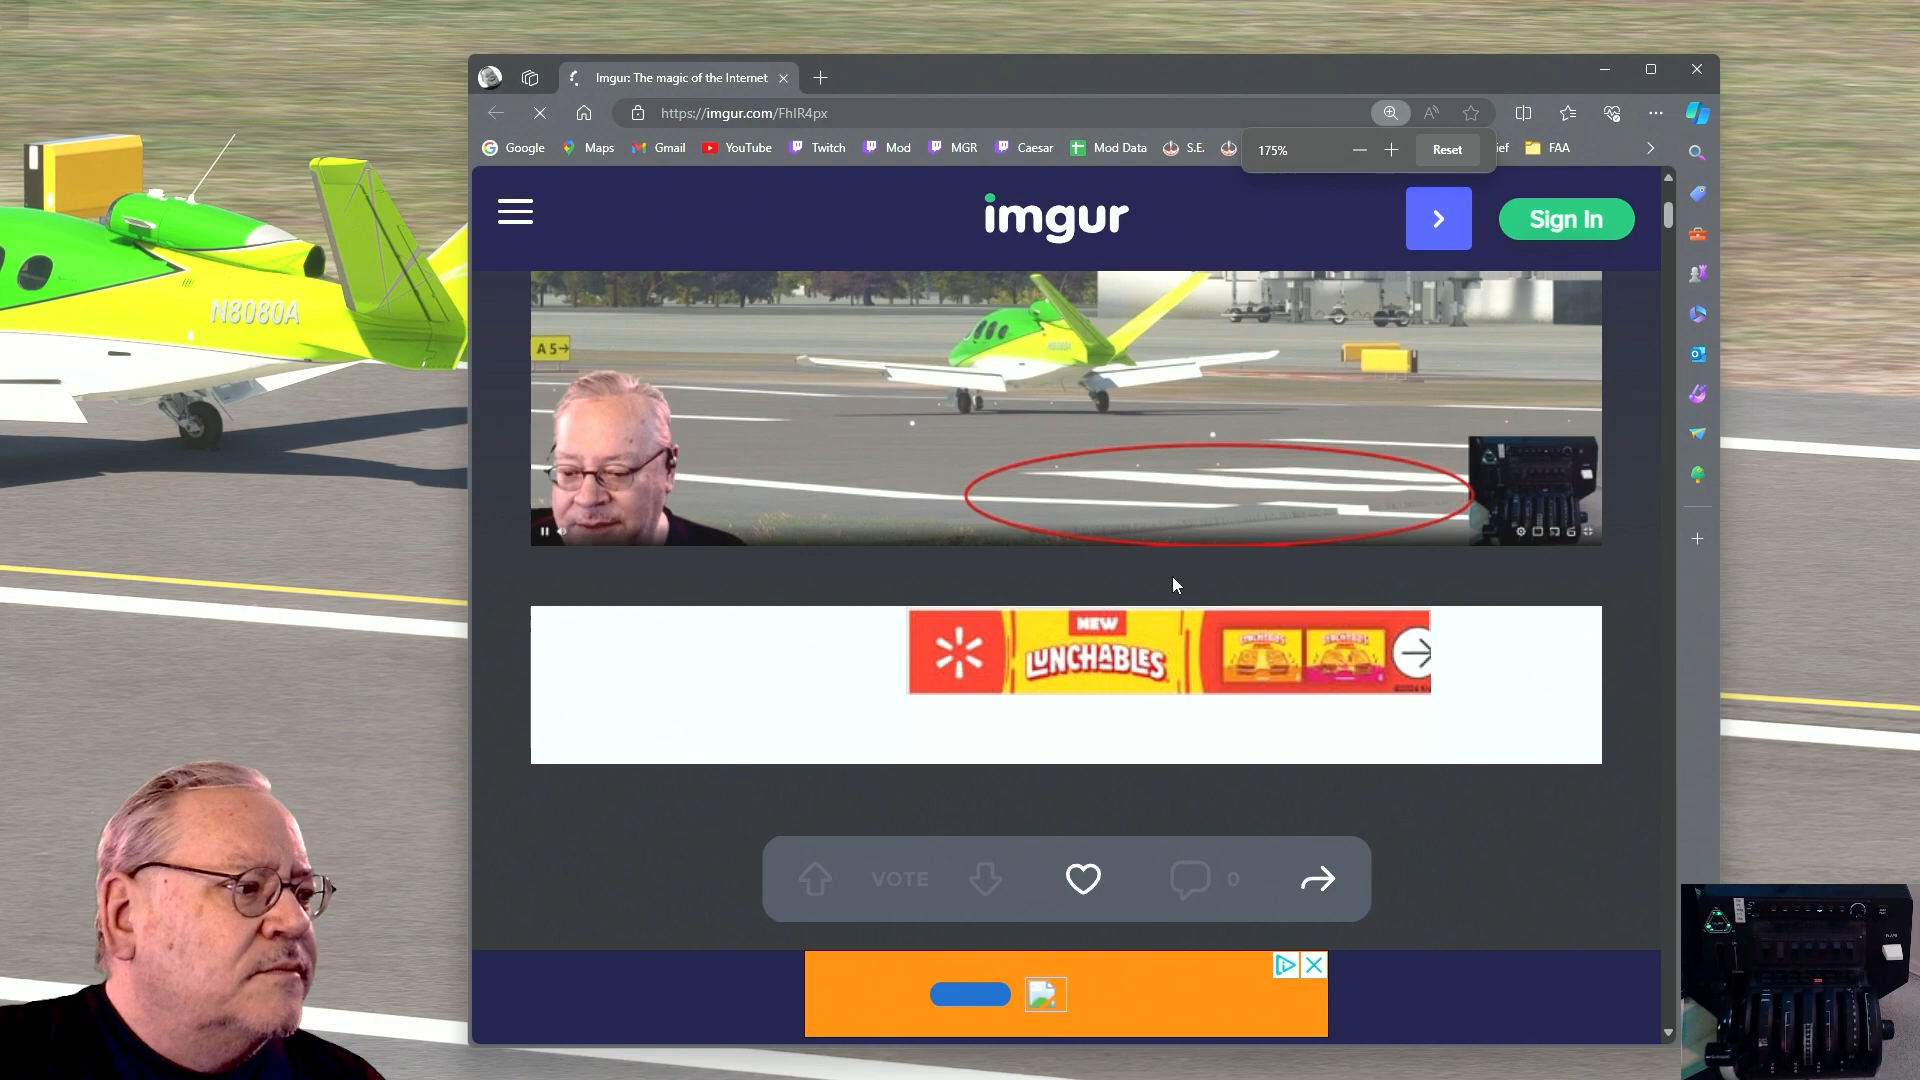 Imgur: The magic of the Internet
https://imgur.com/FhIR4px
Google
Maps
Gmail
YouTube
Twitch
Mod
MGR
Caesar
Mod Data
S.E.
ief
FAA
175%
Reset
imgur
Sign In
N8080A
A5→
NEW
LUNCHABLES
VOTE
0